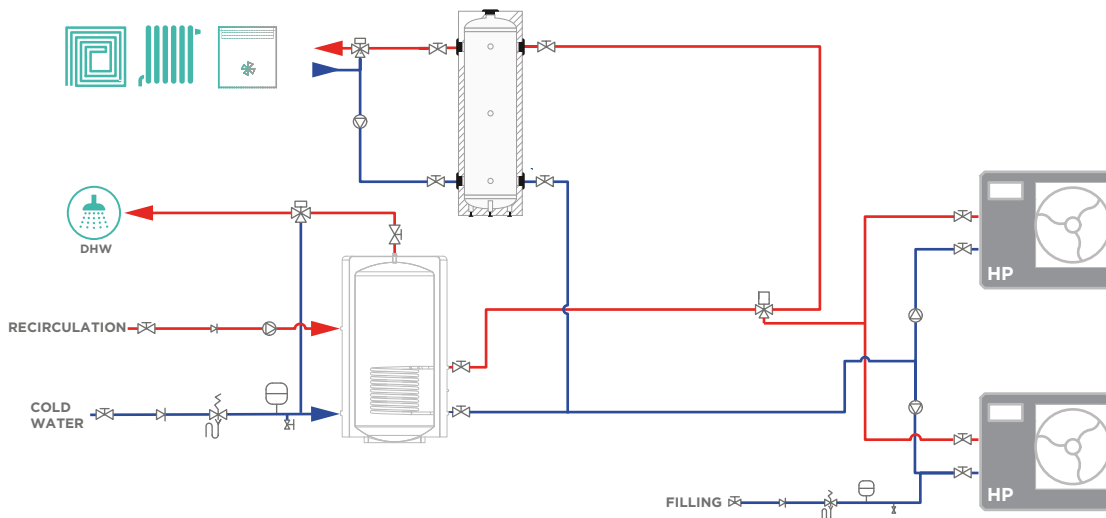 DHW
HP
RECIRCULATION
COLD
WATER
HP
FILLING